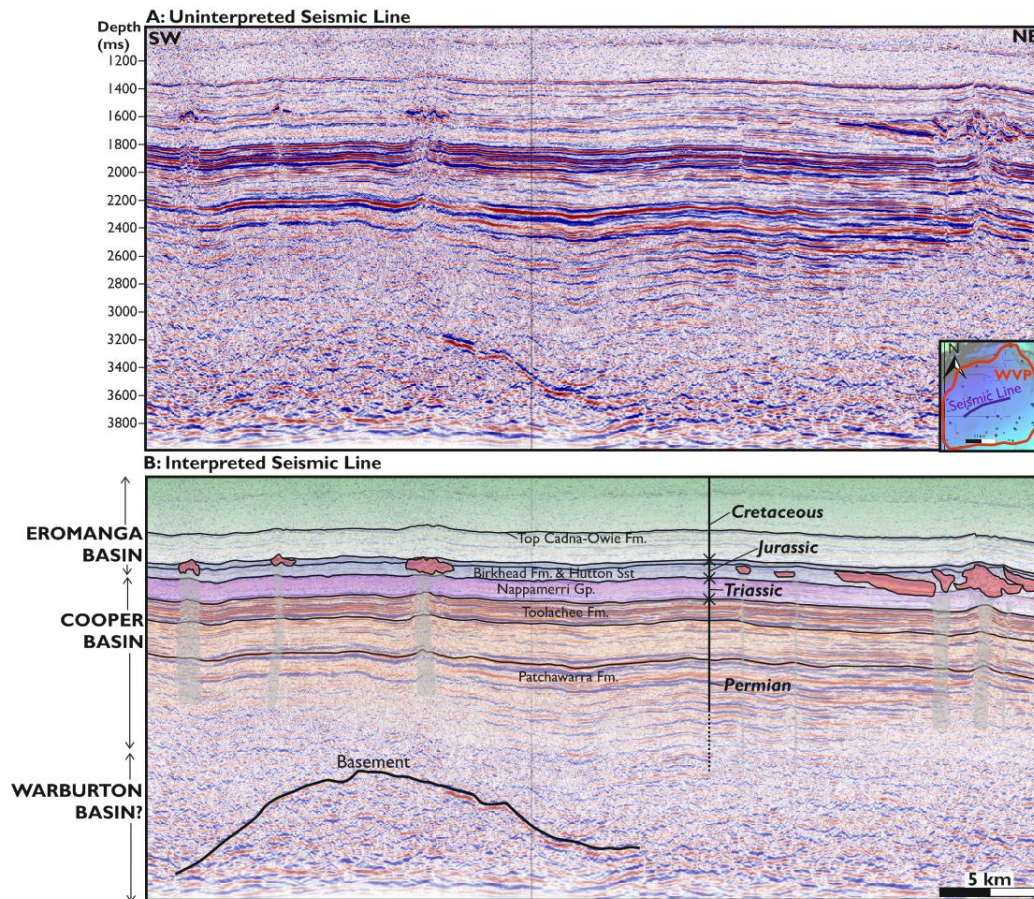 A: Uninterpreted Seismic Line
Depth
(ms)
SW
NE
1200
1400
1600
1800
2000
2200
2400
2600
2800
3000
3200
3400
3600
3800
N
WVP
Seismic Line
B: Interpreted Seismic Line
EROMANGA
BASIN
COOPER
BASIN
WARBURTON
BASIN?
Cretaceous
Top Cadna-Owie Fm.
Jurassic
Birkhead Fm. & Hutton Sst
Nappamerri Gp.
Triassic
Toolachee Fm.
Patchawarra Fm.
Permian
Basement
5 km